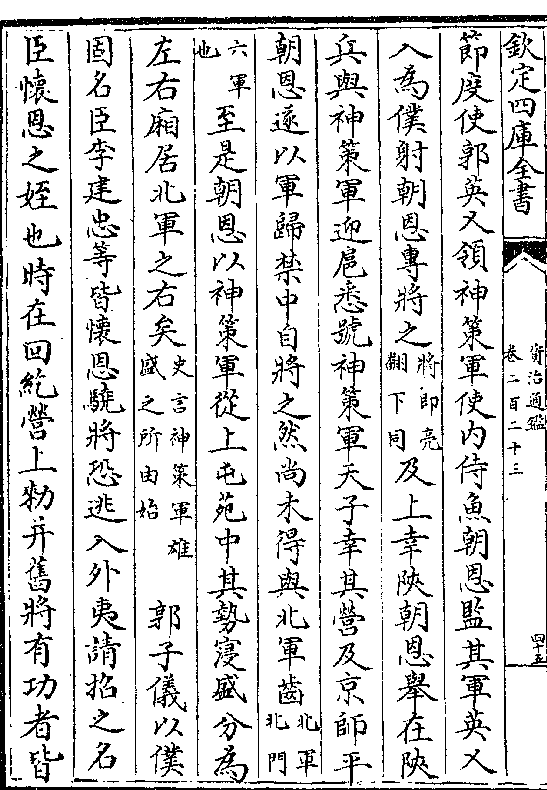 欽定四庫全書
資治通鑑
卷二百二十三
四十五
節度使郭英乂領神策軍使内侍魚朝恩監其軍英乂
入為僕射朝恩專將之將即亮翻下同及上幸陜朝恩舉在陜
兵與神策軍迎扈悉號神策軍天子幸其營及京師平
朝恩遂以軍歸禁中自將之然尚未得與北軍齒北軍北門
六軍也至是朝恩以神策軍從上屯苑中其勢寖盛分為
左右廂居北軍之右矣史言神策軍雄盛之所由始 郭子儀以僕
固名臣李建忠等皆懷恩驍將恐逃入外夷請招之名
臣懷恩之姪也時在回紇營上勅并舊將有功者皆